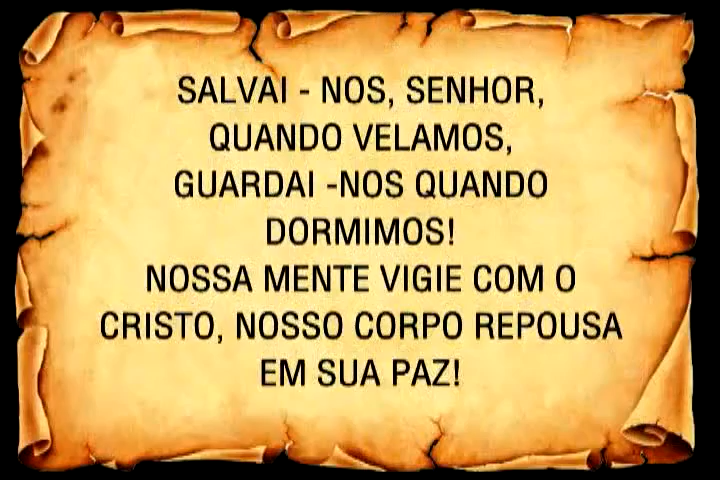 SALVAI - NOS, SENHOR,
QUANDO VELAMOS,
GUARDAI -NOS QUANDO
DORMIMOS!
NOSSA MENTE VIGIE COM O
CRISTO, NOSSO CORPO REPOUSA
EM SUA PAZ!